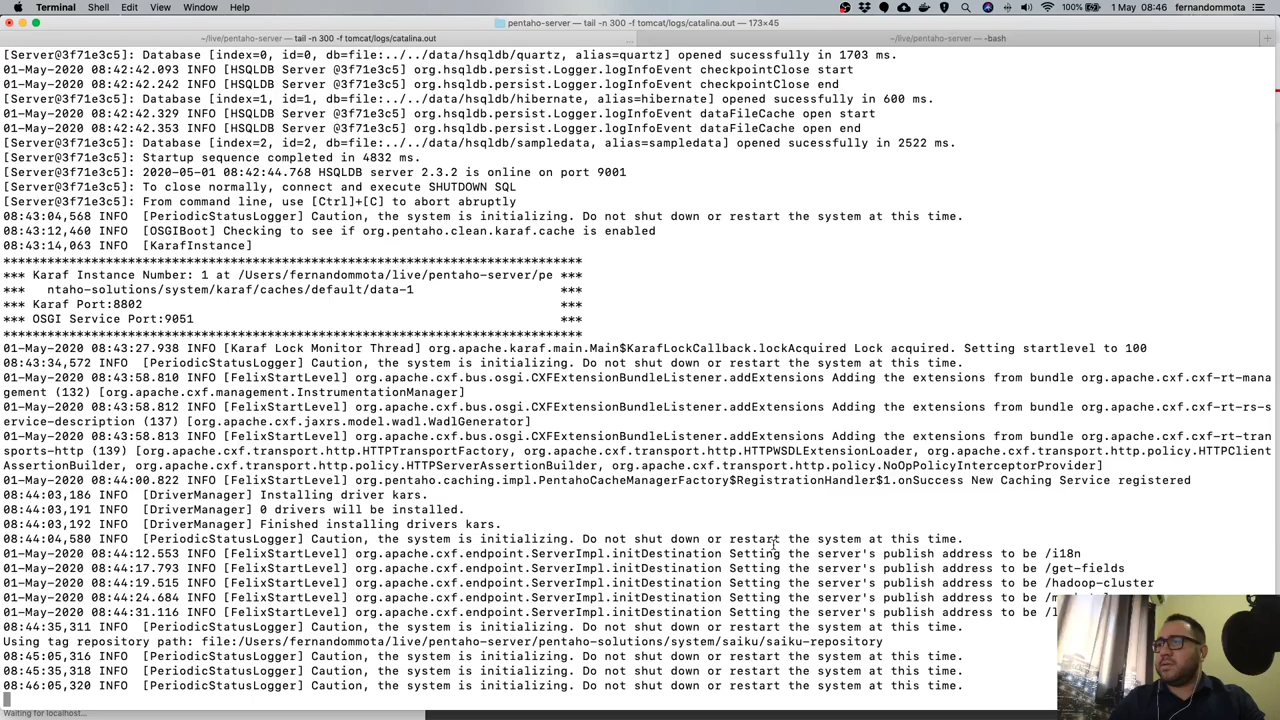 Terminal Shell Edit View Window Help 100% 1 May 08:46 fernandommota
pentaho-server — tail -n 300 -f tomcat/logs/catalina.out — 173×45
~/live/pentaho-server — tail -n 300 -f tomcat/logs/catalina.out ... ~/live/pentaho-server — -bash
[Server@3f71e3c5]: Database [index=0, id=0, db=file:../../data/hsqldb/quartz, alias=quartz] opened sucessfully in 1703 ms.
01-May-2020 08:42:42.093 INFO [HSQLDB Server @3f71e3c5] org.hsqldb.persist.Logger.logInfoEvent checkpointClose start
01-May-2020 08:42:42.242 INFO [HSQLDB Server @3f71e3c5] org.hsqldb.persist.Logger.logInfoEvent checkpointClose end
[Server@3f71e3c5]: Database [index=1, id=1, db=file:../../data/hsqldb/hibernate, alias=hibernate] opened sucessfully in 600 ms.
01-May-2020 08:42:42.329 INFO [HSQLDB Server @3f71e3c5] org.hsqldb.persist.Logger.logInfoEvent dataFileCache open start
01-May-2020 08:42:42.353 INFO [HSQLDB Server @3f71e3c5] org.hsqldb.persist.Logger.logInfoEvent dataFileCache open end
[Server@3f71e3c5]: Database [index=2, id=2, db=file:../../data/hsqldb/sampledata, alias=sampledata] opened sucessfully in 2522 ms.
[Server@3f71e3c5]: Startup sequence completed in 4832 ms.
[Server@3f71e3c5]: 2020-05-01 08:42:44.768 HSQLDB server 2.3.2 is online on port 9001
[Server@3f71e3c5]: To close normally, connect and execute SHUTDOWN SQL
[Server@3f71e3c5]: From command line, use [Ctrl]+[C] to abort abruptly
08:43:04,568 INFO  [PeriodicStatusLogger] Caution, the system is initializing. Do not shut down or restart the system at this time.
08:43:12,460 INFO  [OSGIBoot] Checking to see if org.pentaho.clean.karaf.cache is enabled
08:43:14,063 INFO  [KarafInstance]
*******************************************************************************
*** Karaf Instance Number: 1 at /Users/fernandommota/live/pentaho-server/pe ***
***   ntaho-solutions/system/karaf/caches/default/data-1                    ***
*** Karaf Port:8802                                                         ***
*** OSGI Service Port:9051                                                  ***
*******************************************************************************
01-May-2020 08:43:27.938 INFO [Karaf Lock Monitor Thread] org.apache.karaf.main.Main$KarafLockCallback.lockAcquired Lock acquired. Setting startlevel to 100
08:43:34,572 INFO  [PeriodicStatusLogger] Caution, the system is initializing. Do not shut down or restart the system at this time.
01-May-2020 08:43:58.810 INFO [FelixStartLevel] org.apache.cxf.bus.osgi.CXFExtensionBundleListener.addExtensions Adding the extensions from bundle org.apache.cxf.cxf-rt-mana
gement (132) [org.apache.cxf.management.InstrumentationManager]
01-May-2020 08:43:58.812 INFO [FelixStartLevel] org.apache.cxf.bus.osgi.CXFExtensionBundleListener.addExtensions Adding the extensions from bundle org.apache.cxf.cxf-rt-rs-s
ervice-description (137) [org.apache.cxf.jaxrs.model.wadl.WadlGenerator]
01-May-2020 08:43:58.813 INFO [FelixStartLevel] org.apache.cxf.bus.osgi.CXFExtensionBundleListener.addExtensions Adding the extensions from bundle org.apache.cxf.cxf-rt-tran
sports-http (139) [org.apache.cxf.transport.http.HTTPTransportFactory, org.apache.cxf.transport.http.HTTPWSDLExtensionLoader, org.apache.cxf.transport.http.policy.HTTPClient
AssertionBuilder, org.apache.cxf.transport.http.policy.HTTPServerAssertionBuilder, org.apache.cxf.transport.http.policy.NoOpPolicyInterceptorProvider]
01-May-2020 08:44:00.822 INFO [FelixStartLevel] org.pentaho.caching.impl.PentahoCacheManagerFactory$RegistrationHandler$1.onSuccess New Caching Service registered
08:44:03,186 INFO  [DriverManager] Installing driver kars.
08:44:03,191 INFO  [DriverManager] 0 drivers will be installed.
08:44:03,192 INFO  [DriverManager] Finished installing drivers kars.
08:44:04,580 INFO  [PeriodicStatusLogger] Caution, the system is initializing. Do not shut down or restart the system at this time.
01-May-2020 08:44:12.553 INFO [FelixStartLevel] org.apache.cxf.endpoint.ServerImpl.initDestination Setting the server's publish address to be /i18n
01-May-2020 08:44:17.793 INFO [FelixStartLevel] org.apache.cxf.endpoint.ServerImpl.initDestination Setting the server's publish address to be /get-fields
01-May-2020 08:44:19.515 INFO [FelixStartLevel] org.apache.cxf.endpoint.ServerImpl.initDestination Setting the server's publish address to be /hadoop-cluster
01-May-2020 08:44:24.684 INFO [FelixStartLevel] org.apache.cxf.endpoint.ServerImpl.initDestination Setting the server's publish address to be
01-May-2020 08:44:31.116 INFO [FelixStartLevel] org.apache.cxf.endpoint.ServerImpl.initDestination Setting the server's publish address to be
08:44:35,311 INFO  [PeriodicStatusLogger] Caution, the system is initializing. Do not shut down or restart the system at this time.
Using tag repository path: file:/Users/fernandommota/live/pentaho-server/pentaho-solutions/system/saiku/saiku-repository
08:45:05,316 INFO  [PeriodicStatusLogger] Caution, the system is initializing. Do not shut down or restart the system at this time.
08:45:35,318 INFO  [PeriodicStatusLogger] Caution, the system is initializing. Do not shut down or restart the system at this time.
08:46:05,320 INFO  [PeriodicStatusLogger] Caution, the system is initializing. Do not shut down or restart the system at this time.
Waiting for localhost...